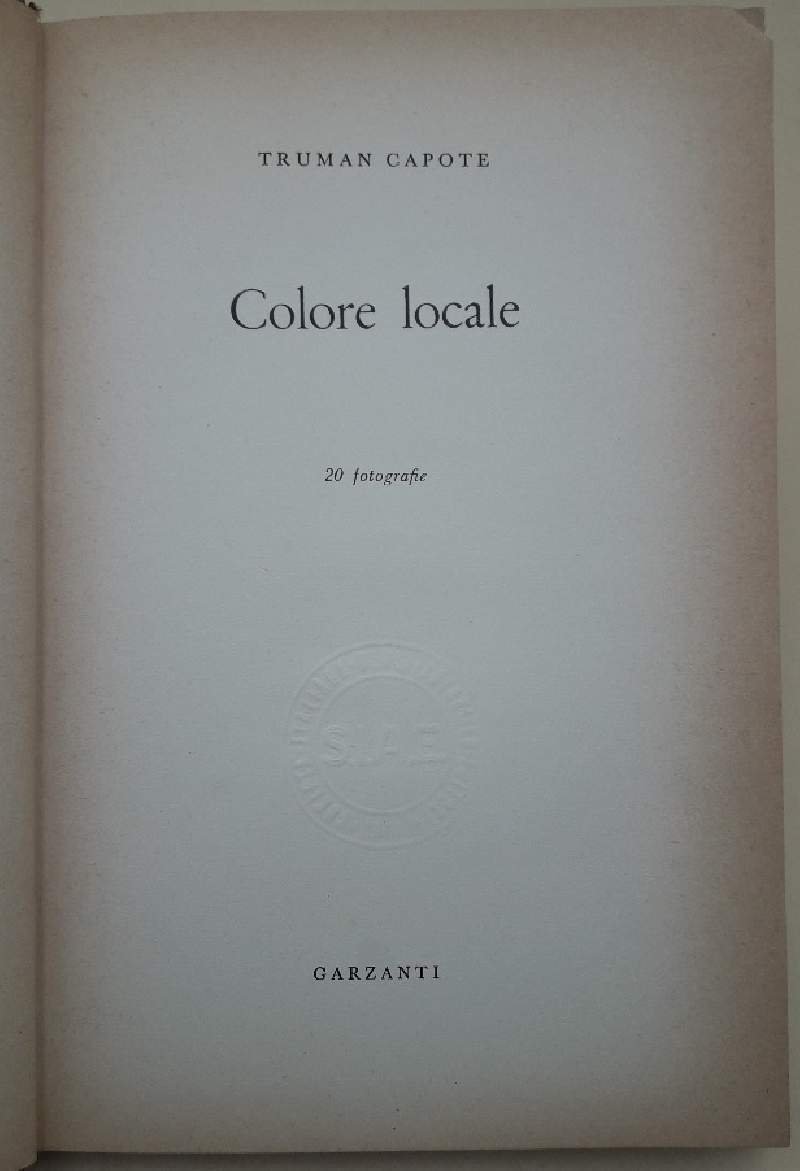 TRUMAN CAPOTE
Colore locale
20 fotografie
S.I.A.E.
GARZANTI